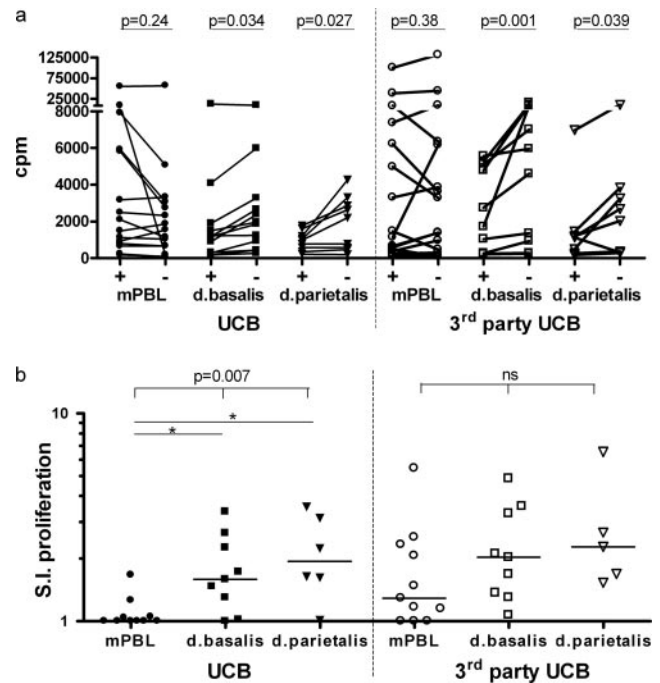 a
p=0.24 p=0.034 p=0.027 p=0.38 p=0.001 p=0.039
125000
75000
25000
8000
6000
4000
2000
0
cpm
+ - + - + - + - + - + -
mPBL d.basalis d.parietalis mPBL d.basalis d.parietalis
UCB 3rd party UCB
b
p=0.007 ns
*
*
10
1
S.I. proliferation
mPBL d.basalis d.parietalis mPBL d.basalis d.parietalis
UCB 3rd party UCB